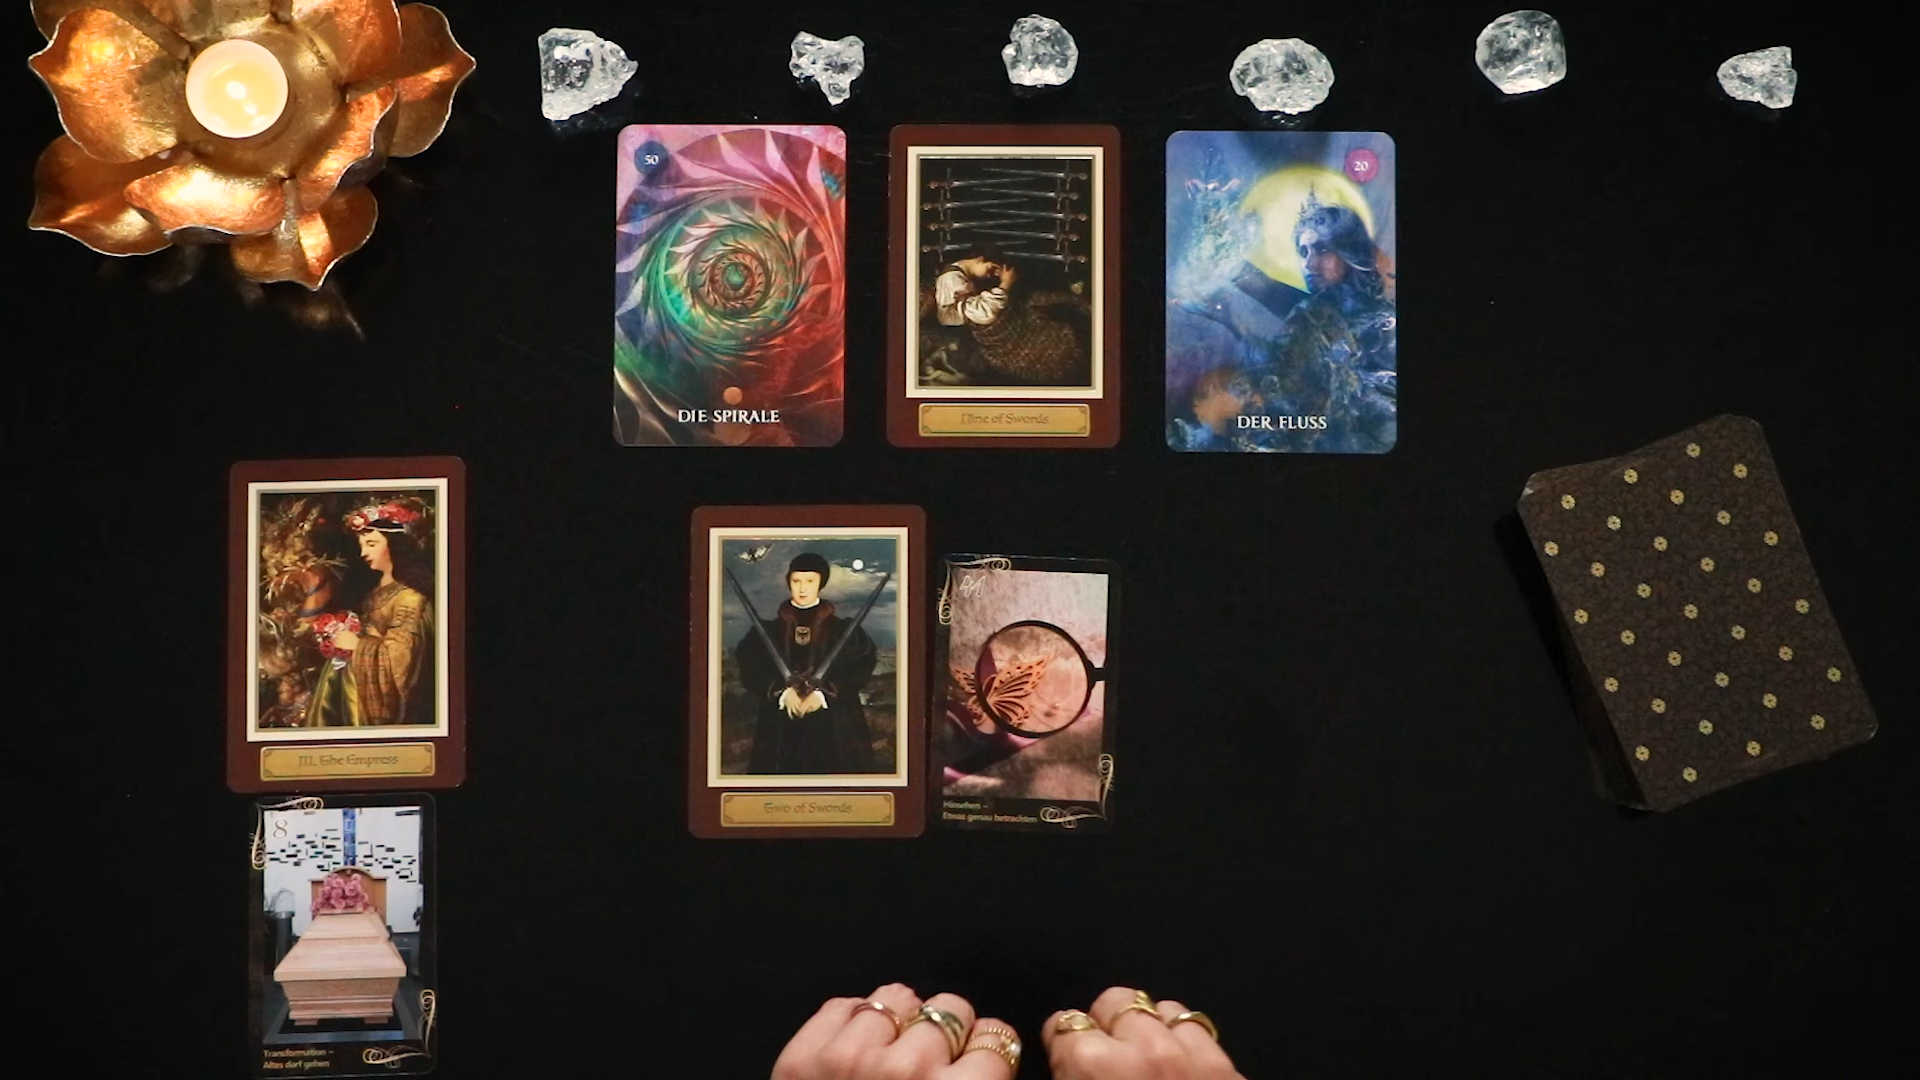 50
DIE SPIRALE
Nine of Swords
20
DER FLUSS
III. The Empress
Two of Swords
41
Hinsehen –
Etwas genau betrachten
8
Transformation –
Altes darf gehen